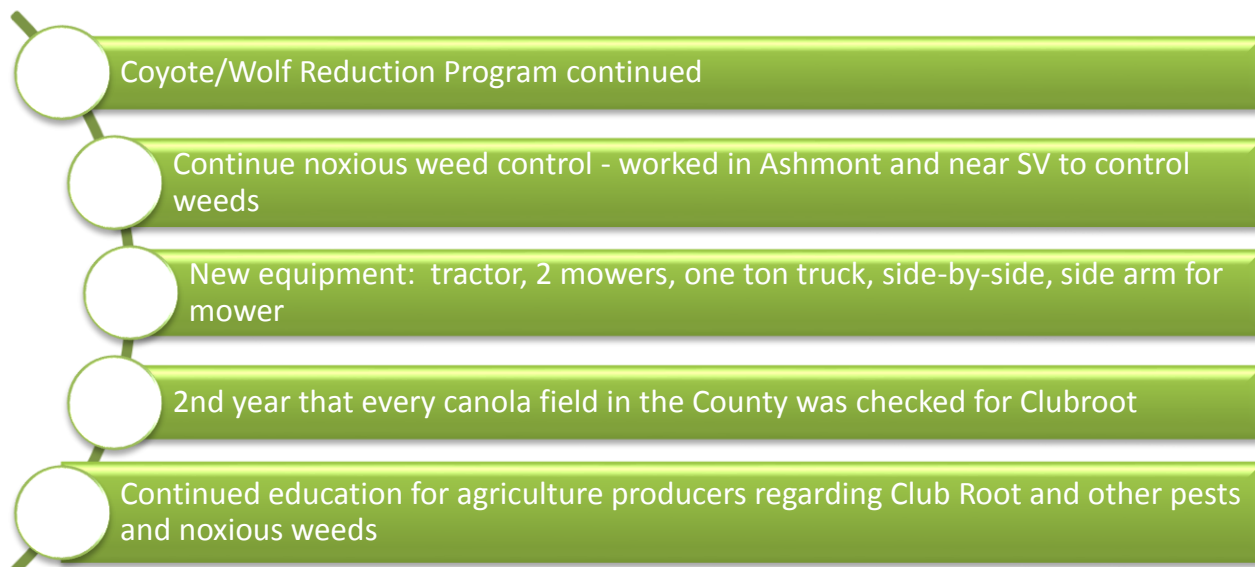 Coyote/Wolf Reduction Program continued
Continue noxious weed control - worked in Ashmont and near SV to control
weeds
New equipment:  tractor, 2 mowers, one ton truck, side-by-side, side arm for
mower
2nd year that every canola field in the County was checked for Clubroot
Continued education for agriculture producers regarding Club Root and other pests
and noxious weeds